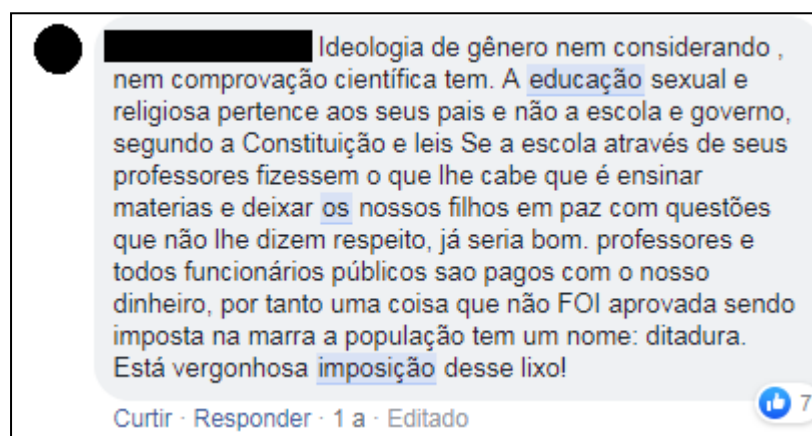 Ideologia de gênero nem considerando ,
nem comprovação científica tem. A educação sexual e
religiosa pertence aos seus pais e não a escola e governo,
segundo a Constituição e leis Se a escola através de seus
professores fizessem o que lhe cabe que é ensinar
materias e deixar os nossos filhos em paz com questões
que não lhe dizem respeito, já seria bom. professores e
todos funcionários públicos sao pagos com o nosso
dinheiro, por tanto uma coisa que não FOI aprovada sendo
imposta na marra a população tem um nome: ditadura.
Está vergonhosa imposição desse lixo!
7
Curtir · Responder · 1 a · Editado